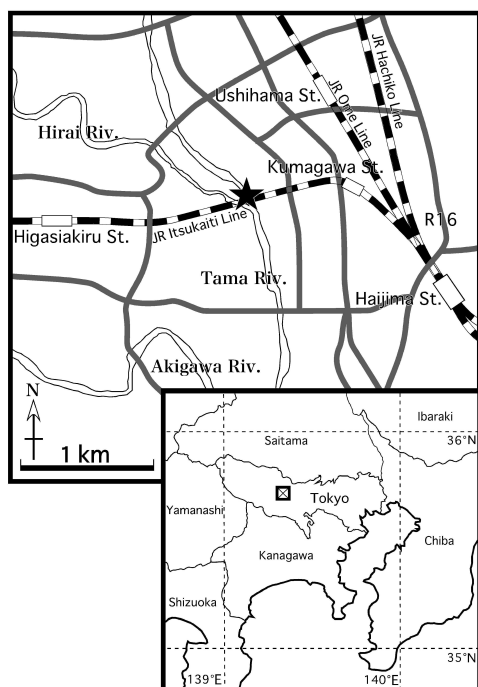 JR Hachiko Line
JR Ome Line
Ushihama St.
Hirai Riv.
Kumagawa St.
R16
Higasiakiru St.
JR Itsukaiti Line
Tama Riv.
Haijima St.
Akigawa Riv.
N
1 km
Ibaraki
36°N
Saitama
Tokyo
Yamanashi
Chiba
Kanagawa
Shizuoka
35°N
139°E
140°E